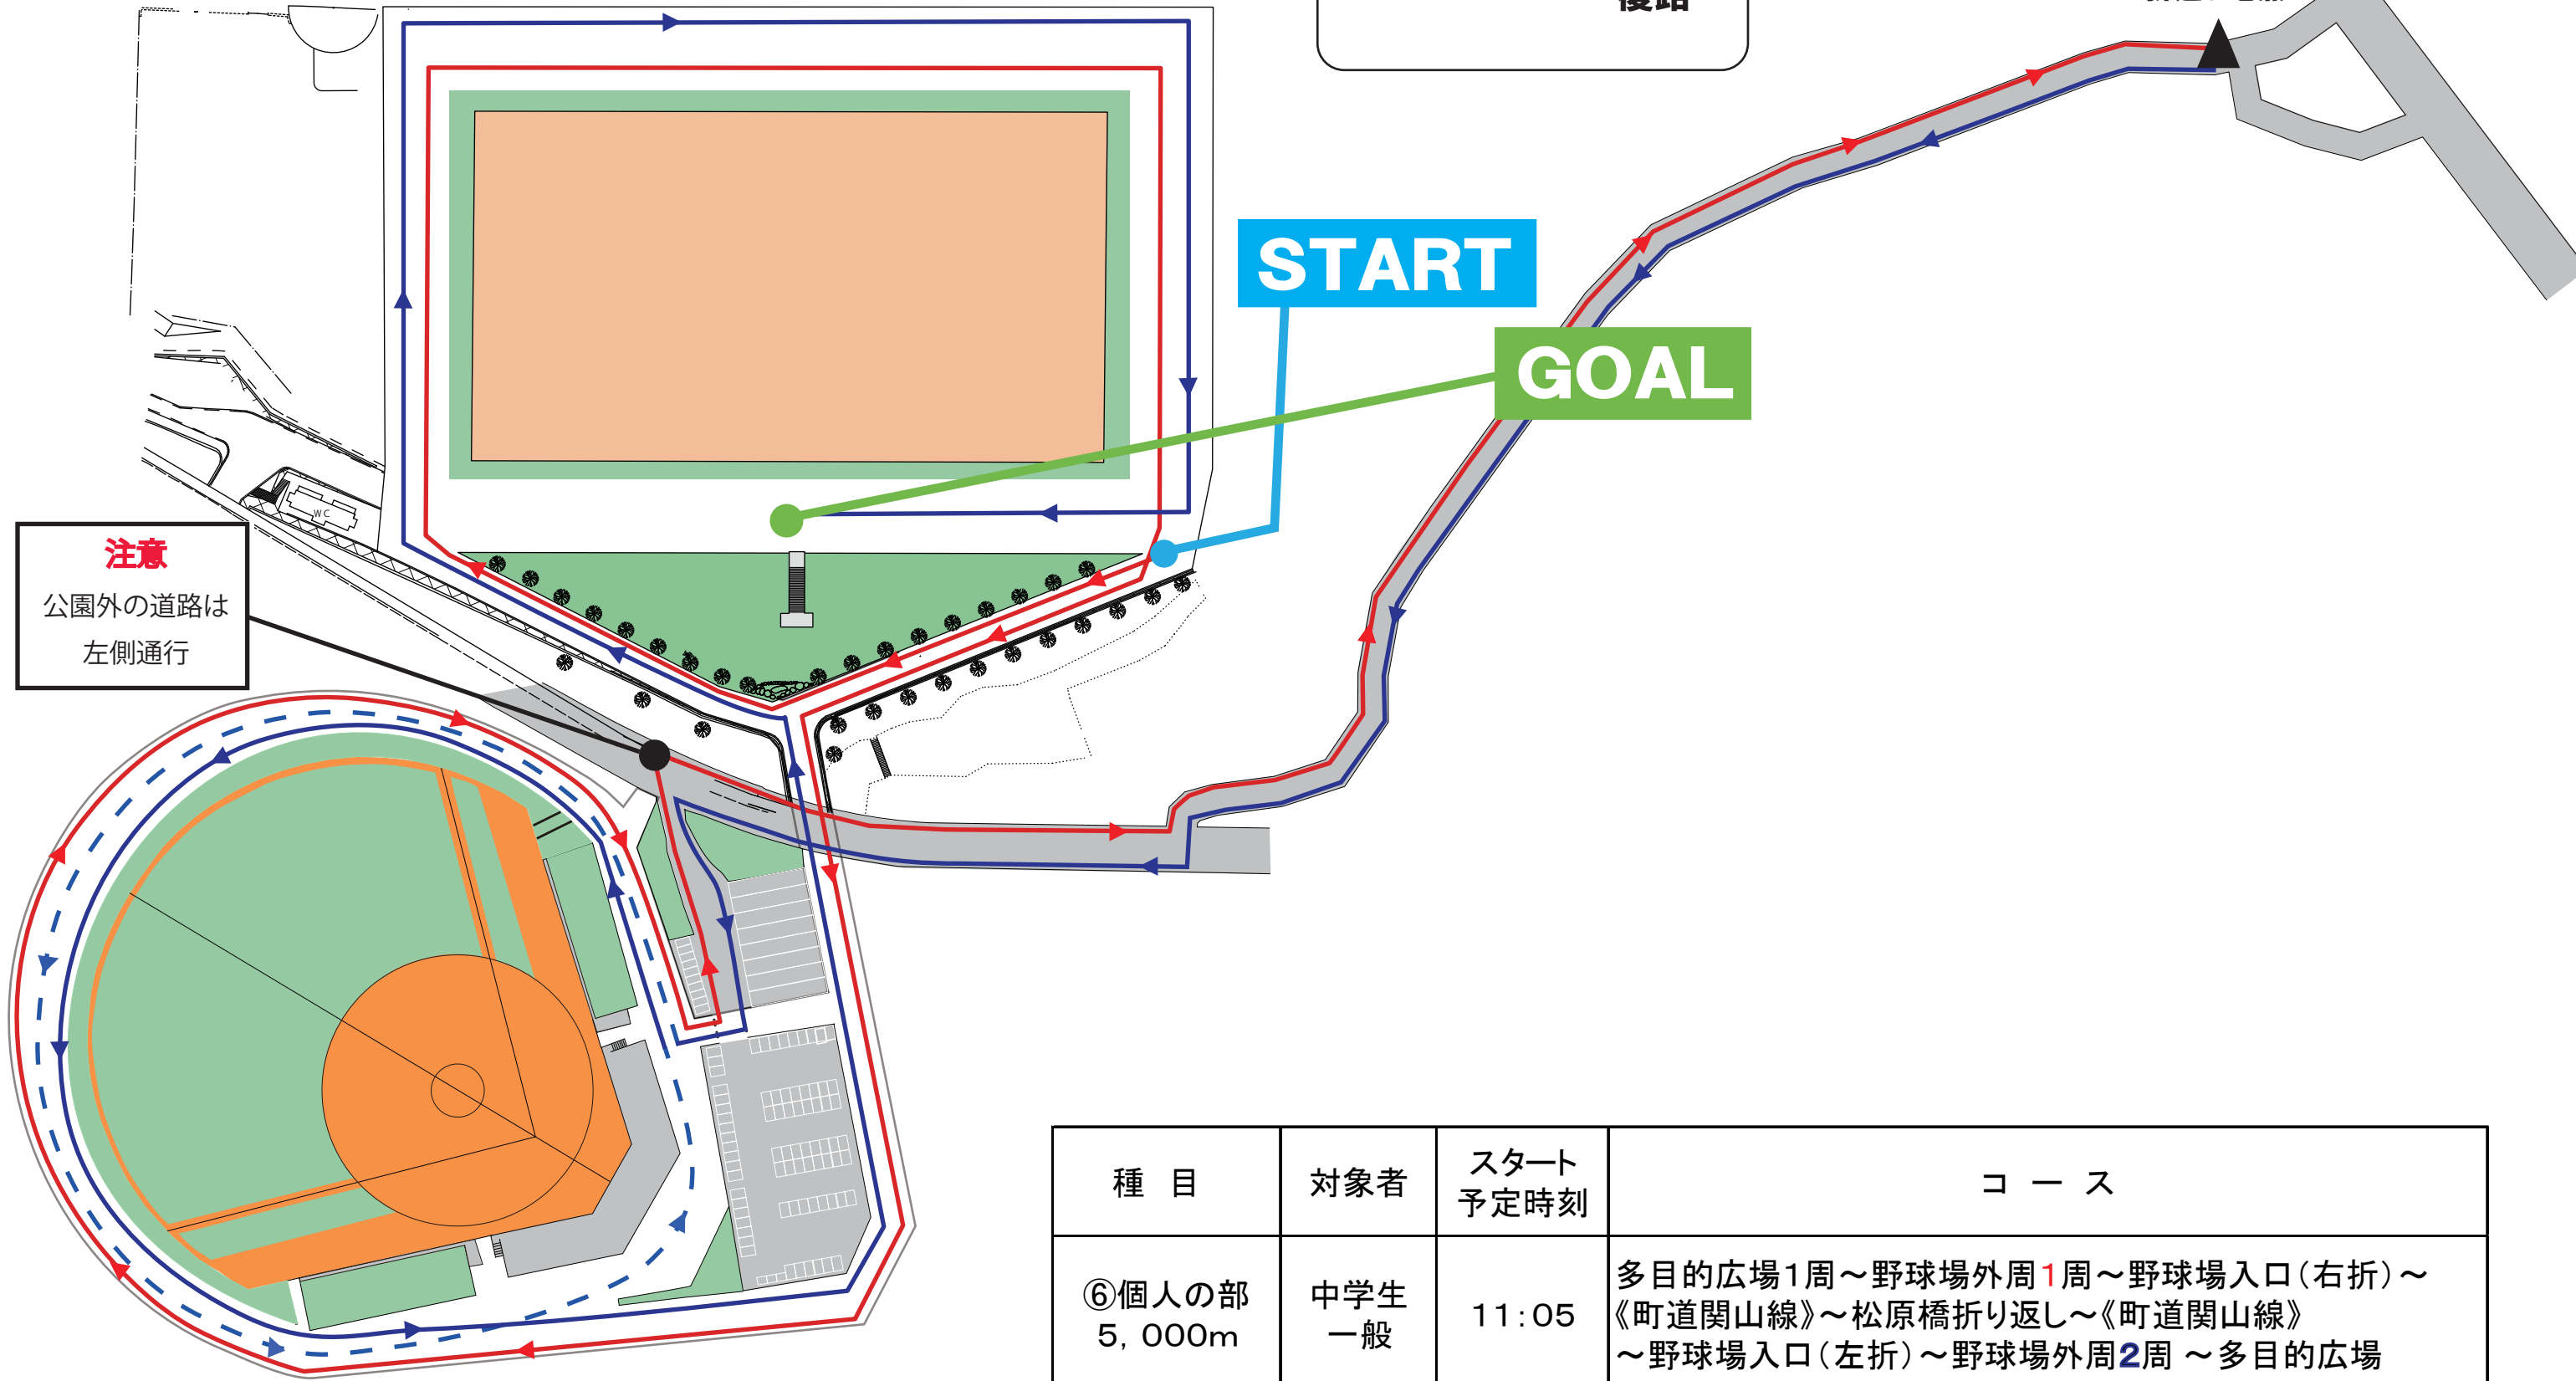 復路
START
GOAL
WC
注意
公園外の道路は
左側通行
種 目
対象者
スタート
予定時刻
コ ー ス
⑥個人の部
5,000m
中学生
一般
11:05
多目的広場1周~野球場外周1周~野球場入口(右折)~
《町道関山線》~松原橋折り返し~《町道関山線》
~野球場入口(左折)~野球場外周2周 ~多目的広場